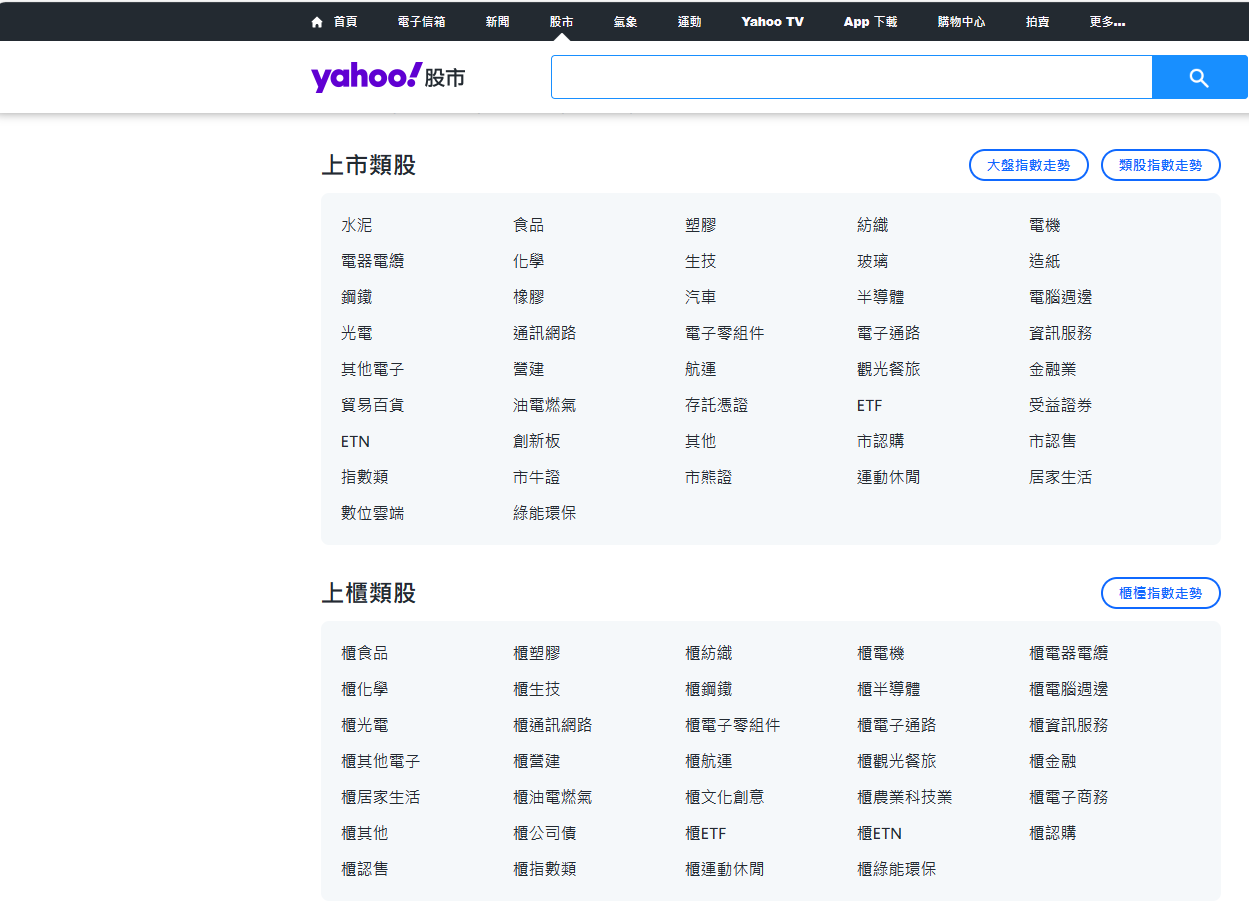 首頁 電子信箱 新聞 股市 氣象 運動 Yahoo TV App 下載 購物中心 拍賣 更多...
yahoo!股市
上市類股 大盤指數走勢 類股指數走勢
水泥 食品 塑膠 紡織 電機
電器電纜 化學 生技 玻璃 造紙
鋼鐵 橡膠 汽車 半導體 電腦週邊
光電 通訊網路 電子零組件 電子通路 資訊服務
其他電子 營建 航運 觀光餐旅 金融業
貿易百貨 油電燃氣 存託憑證 ETF 受益證券
ETN 創新板 其他 市認購 市認售
指數類 市牛證 市熊證 運動休閒 居家生活
數位雲端 綠能環保
上櫃類股 櫃檯指數走勢
櫃食品 櫃塑膠 櫃紡織 櫃電機 櫃電器電纜
櫃化學 櫃生技 櫃鋼鐵 櫃半導體 櫃電腦週邊
櫃光電 櫃通訊網路 櫃電子零組件 櫃電子通路 櫃資訊服務
櫃其他電子 櫃營建 櫃航運 櫃觀光餐旅 櫃金融
櫃居家生活 櫃油電燃氣 櫃文化創意 櫃農業科技業 櫃電子商務
櫃其他 櫃公司債 櫃ETF 櫃ETN 櫃認購
櫃認售 櫃指數類 櫃運動休閒 櫃綠能環保